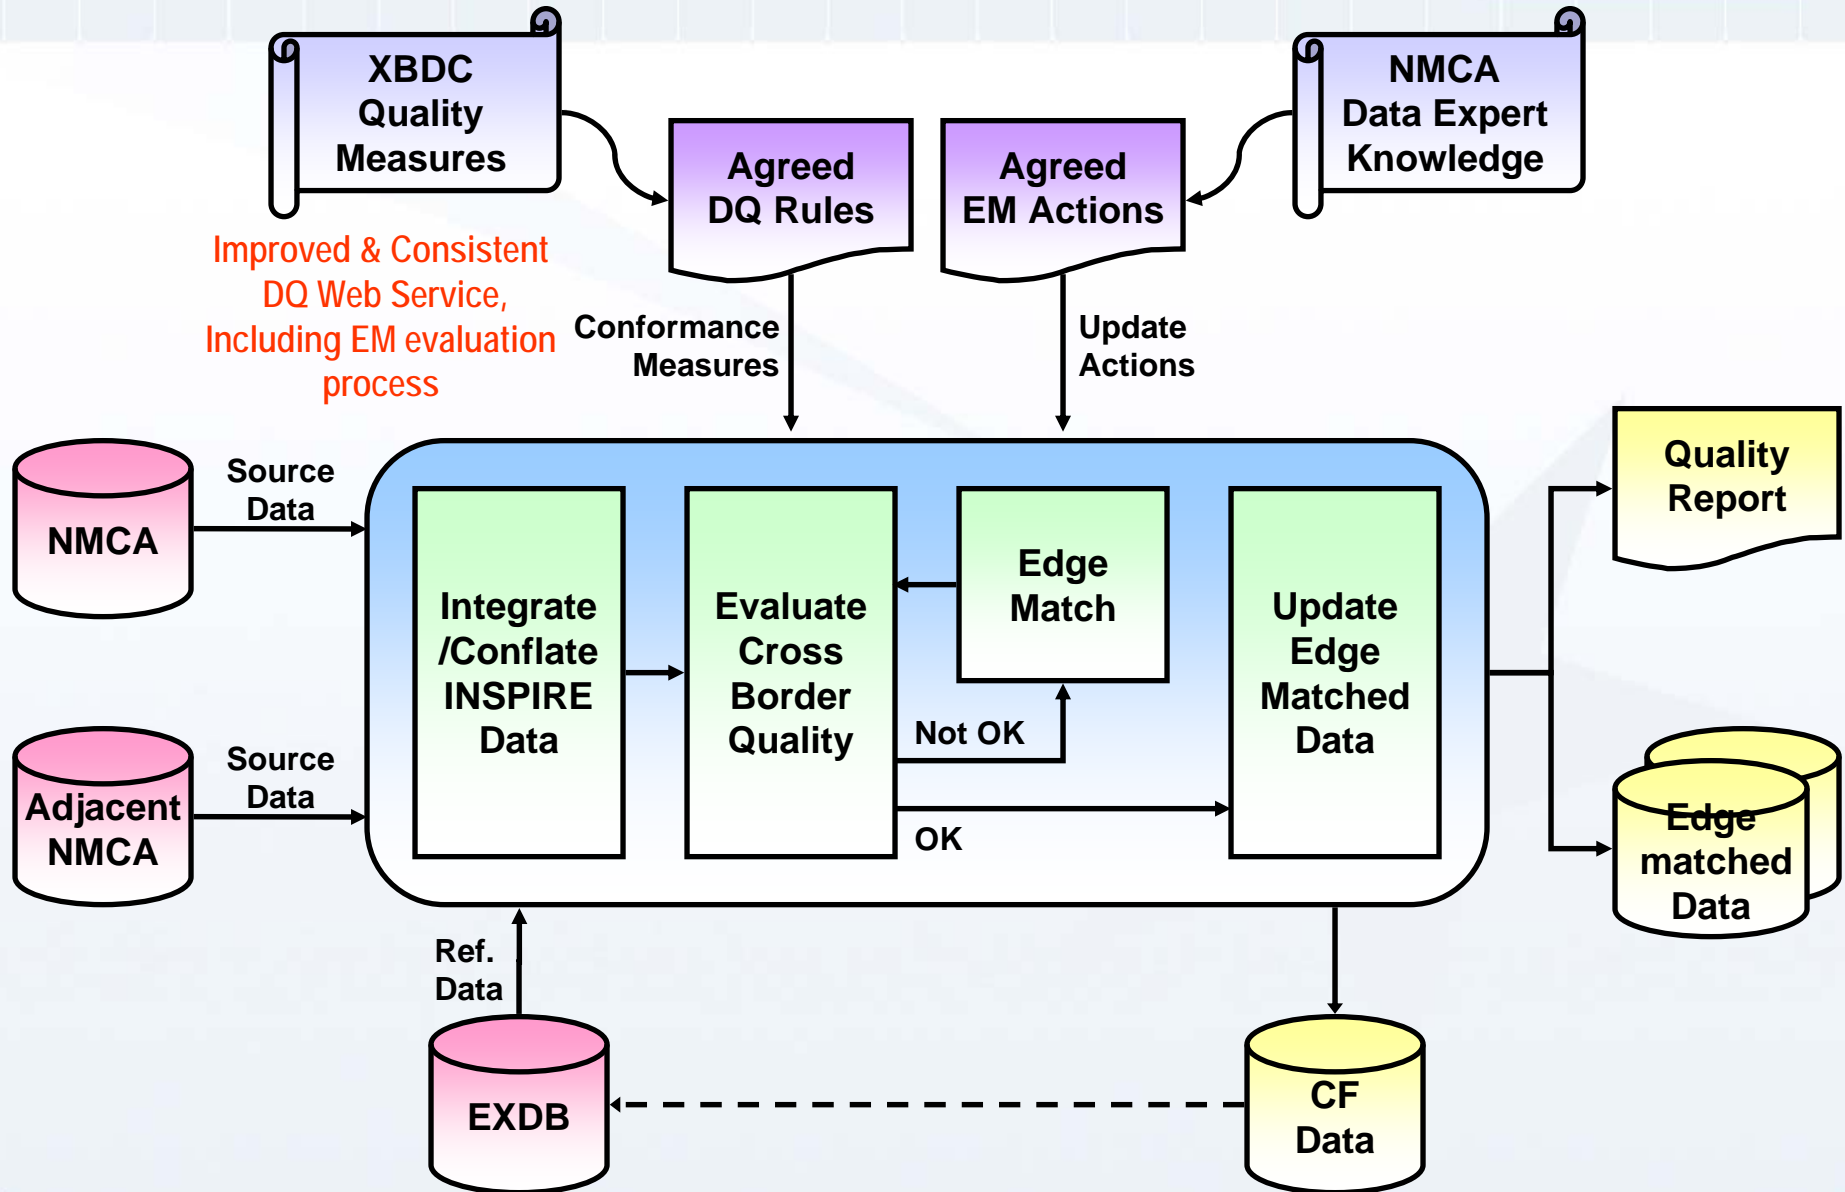 XBDC
Quality
Measures
NMCA
Data Expert
Knowledge
Agreed
DQ Rules
Agreed
EM Actions
Improved & Consistent
DQ Web Service,
Including EM evaluation
process
Conformance
Measures
Update
Actions
NMCA
Source
Data
Adjacent
NMCA
Source
Data
Integrate
/Conflate
INSPIRE
Data
Evaluate
Cross
Border
Quality
Edge
Match
Not OK
OK
Update
Edge
Matched
Data
Quality
Report
Edge
matched
Data
Ref.
Data
EXDB
CF
Data